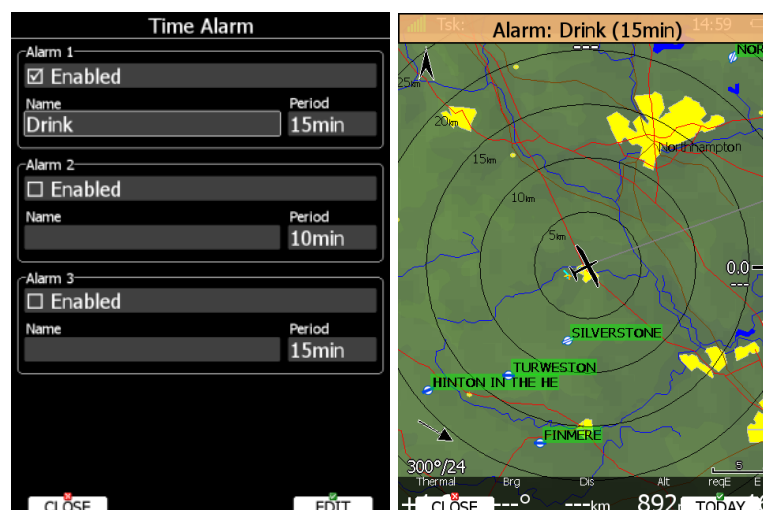 Time Alarm
Alarm 1
Enabled
Name Period
Drink 15min
Alarm 2
Enabled
Name Period
10min
Alarm 3
Enabled
Name Period
15min
CLOSE EDIT
Tsk: 14:59
Alarm: Drink (15min)
---
NOR
25km
20km
Northhampton
15km
10km
5km
0.0
---
SILVERSTONE
TURWESTON
HINTON IN THE HE
FINMERE
300°/24
5
Thermal Brg Dis Alt reqE E
CLOSE ° ---km 892 TODAY